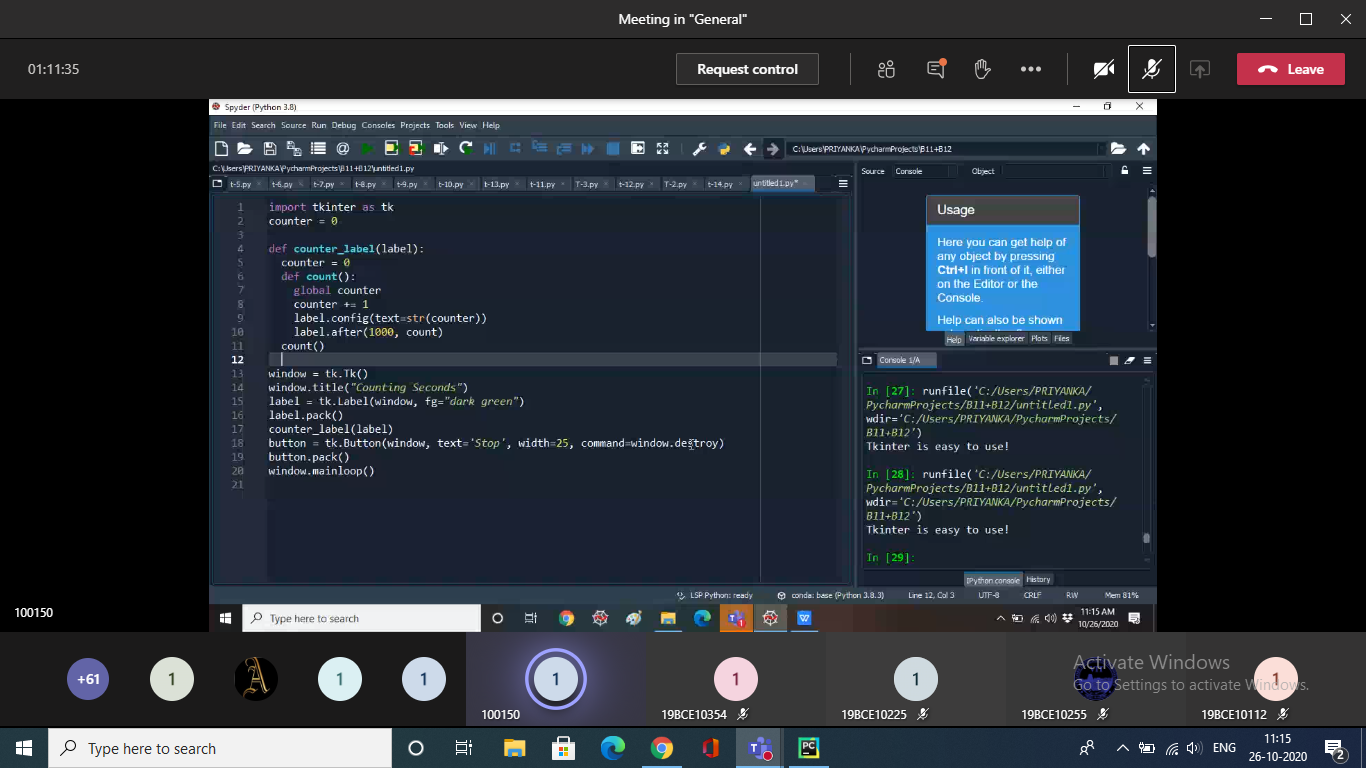 Meeting in "General"
01:11:35
Request control
Leave
Spyder (Python 3.8)
File Edit Search Source Run Debug Consoles Projects Tools View Help
C:\Users\PRIYANKA\PycharmProjects\B11+B12
C:\Users\PRIYANKA\PycharmProjects\B11+B12\untitled1.py
t-5.py t-6.py t-7.py t-8.py t-9.py t-10.py t-13.py t-11.py T-3.py t-12.py T-2.py t-14.py untitled1.py*
Source Console Object
1 import tkinter as tk
2 counter = 0
3
4 def counter_label(label):
5 counter = 0
6 def count():
7 global counter
8 counter += 1
9 label.config(text=str(counter))
10 label.after(1000, count)
11 count()
12
13 window = tk.Tk()
14 window.title("Counting Seconds")
15 label = tk.Label(window, fg="dark green")
16 label.pack()
17 counter_label(label)
18 button = tk.Button(window, text='Stop', width=25, command=window.destroy)
19 button.pack()
20 window.mainloop()
21
Usage
Here you can get help of
any object by pressing
Ctrl+I in front of it, either
on the Editor or the
Console.
Help can also be shown
Help Variable explorer Plots Files
Console 1/A
In [27]: runfile('C:/Users/PRIYANKA/
PycharmProjects/B11+B12/untitled1.py',
wdir='C:/Users/PRIYANKA/PycharmProjects/
B11+B12')
Tkinter is easy to use!
In [28]: runfile('C:/Users/PRIYANKA/
PycharmProjects/B11+B12/untitled1.py',
wdir='C:/Users/PRIYANKA/PycharmProjects/
B11+B12')
Tkinter is easy to use!
In [29]:
IPython console History
LSP Python: ready conda: base (Python 3.8.3) Line 12, Col 3 UTF-8 CRLF RW Mem 81%
100150
Type here to search
11:15 AM
10/26/2020
+61 1 A 1 1 1 1 1 1
100150 19BCE10354 19BCE10225 19BCE10255 19BCE10112
Activate Windows
Go to Settings to activate Windows.
Type here to search
ENG
11:15
26-10-2020
2